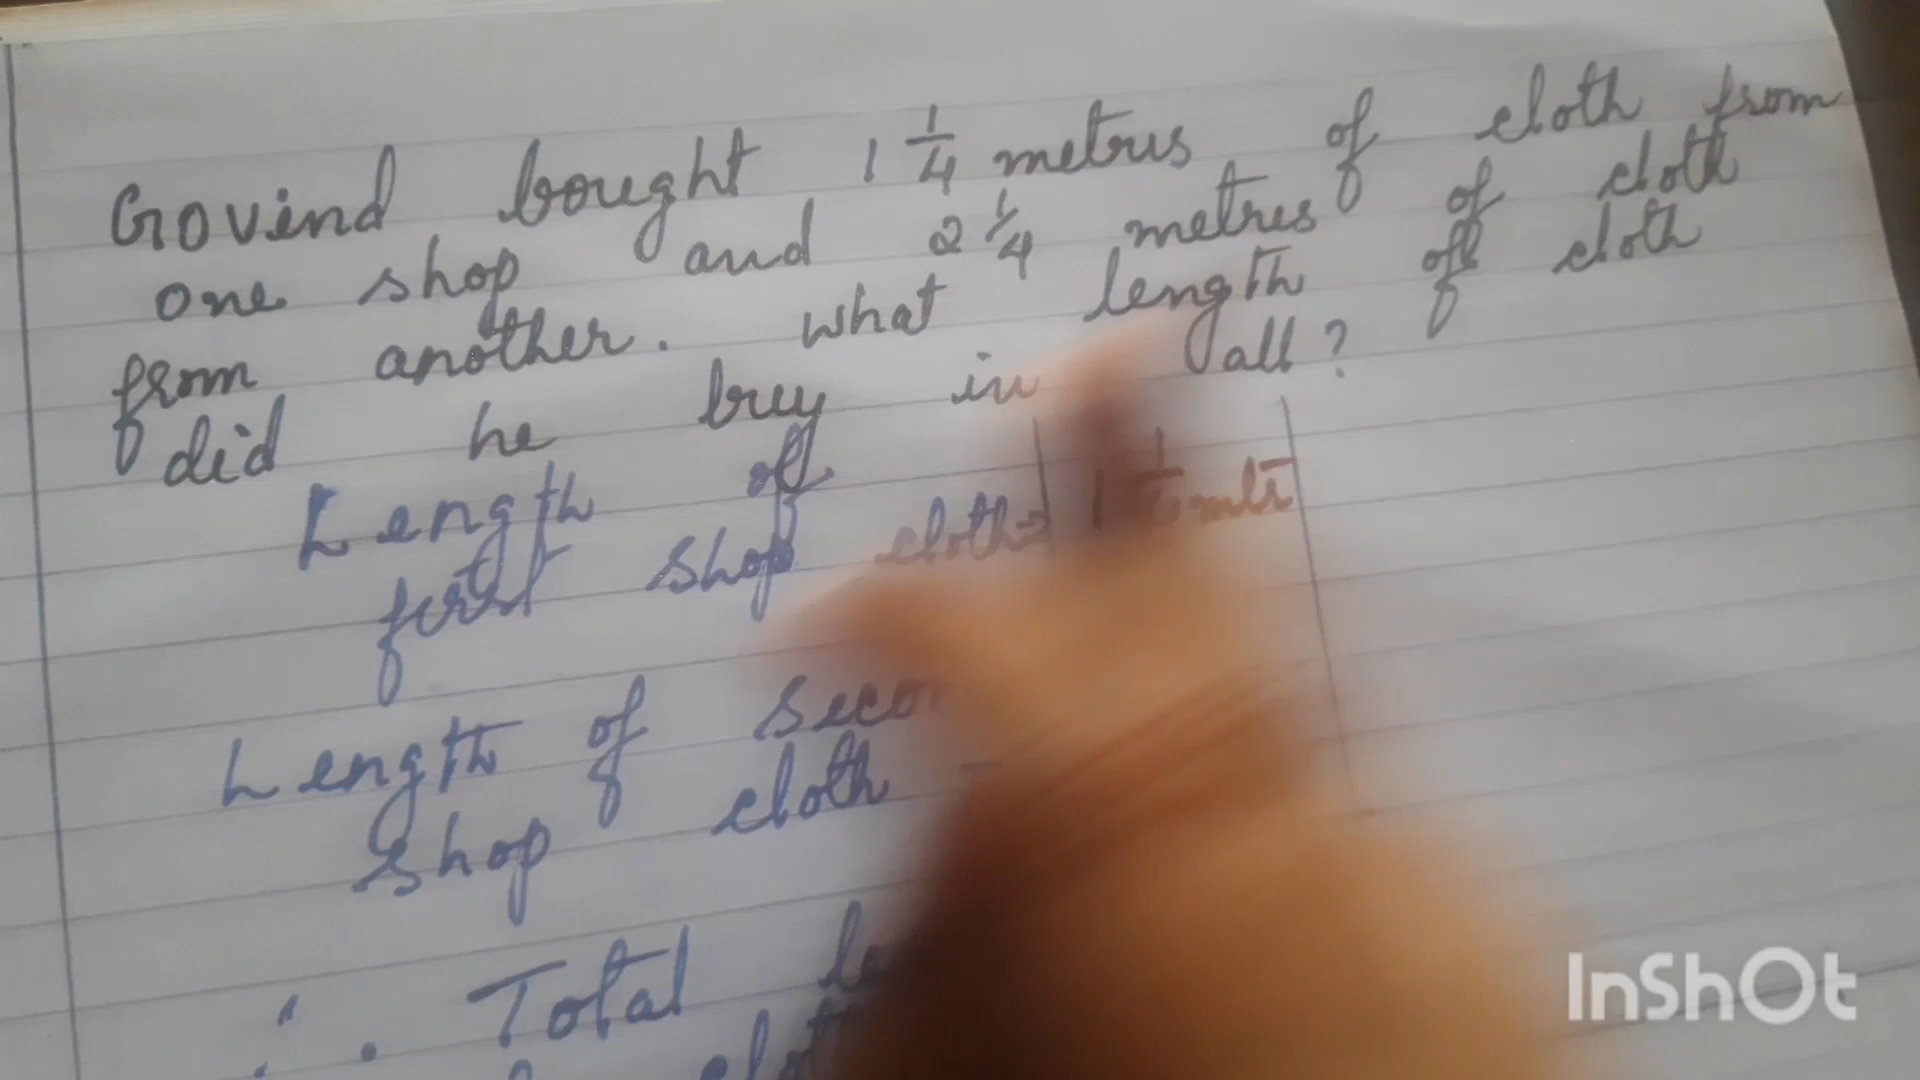 Govind bought 1 1/4 metres of cloth from
one shop and 2 1/4 metres of cloth
from another. what length of cloth
did he buy in all?
Length of
first shop cloth =
Length of
shop cloth
∴ Total
InShOt